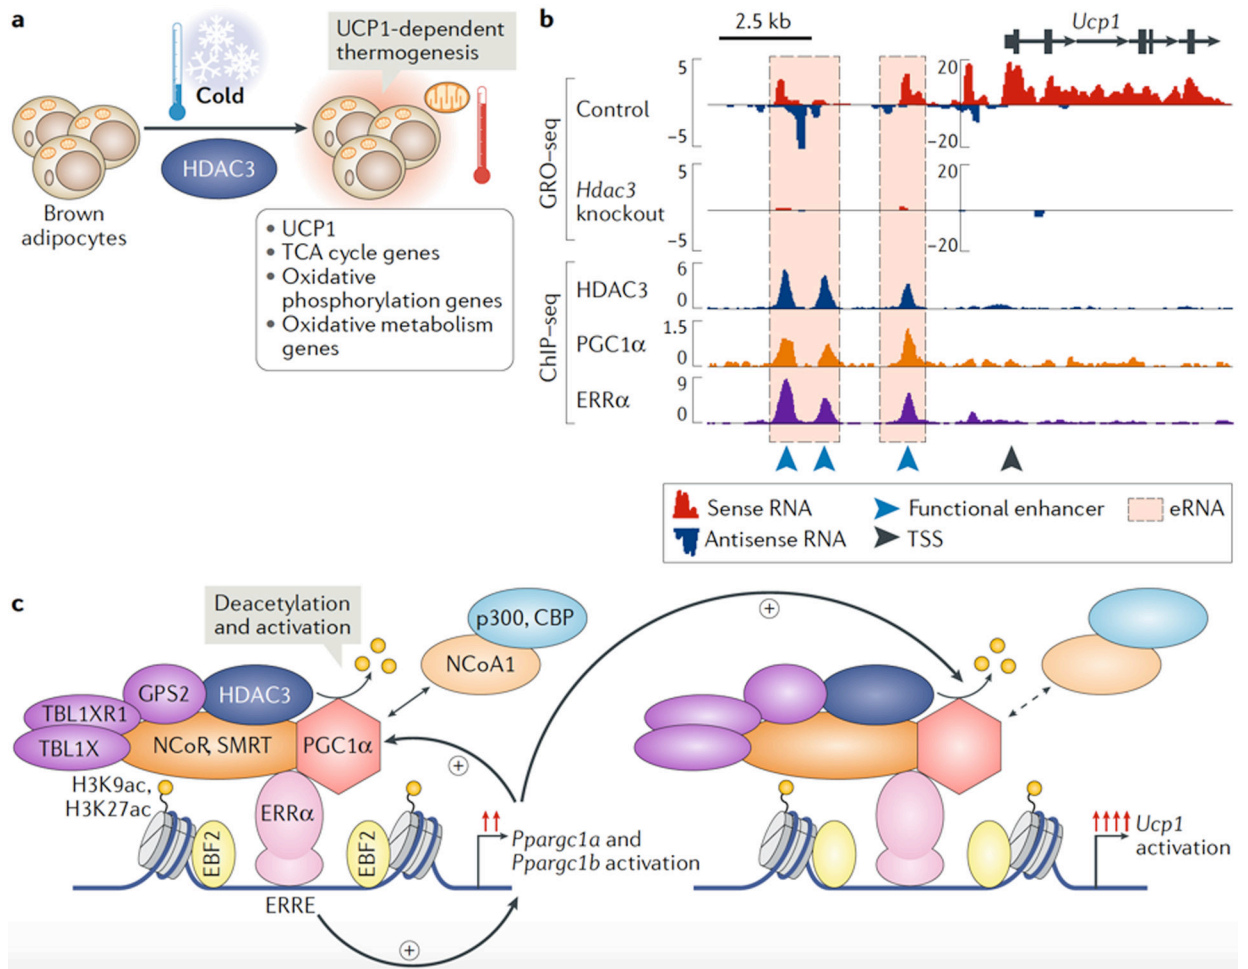 a
UCP1-dependent
thermogenesis
Cold
HDAC3
Brown
adipocytes
• UCP1
• TCA cycle genes
• Oxidative
phosphorylation genes
• Oxidative metabolism
genes
b
2.5 kb
Ucp1
GRO–seq
Control
5
−5
20
−20
Hdac3
knockout
5
−5
20
−20
ChIP–seq
HDAC3
6
0
PGC1α
1.5
0
ERRα
9
0
Sense RNA
Functional enhancer
eRNA
Antisense RNA
TSS
c
Deacetylation
and activation
p300, CBP
NCoA1
GPS2
HDAC3
TBL1XR1
TBL1X
NCoR, SMRT
PGC1α
H3K9ac,
H3K27ac
ERRα
EBF2
EBF2
+
Ppargc1a and
Ppargc1b activation
ERRE
+
+
Ucp1
activation